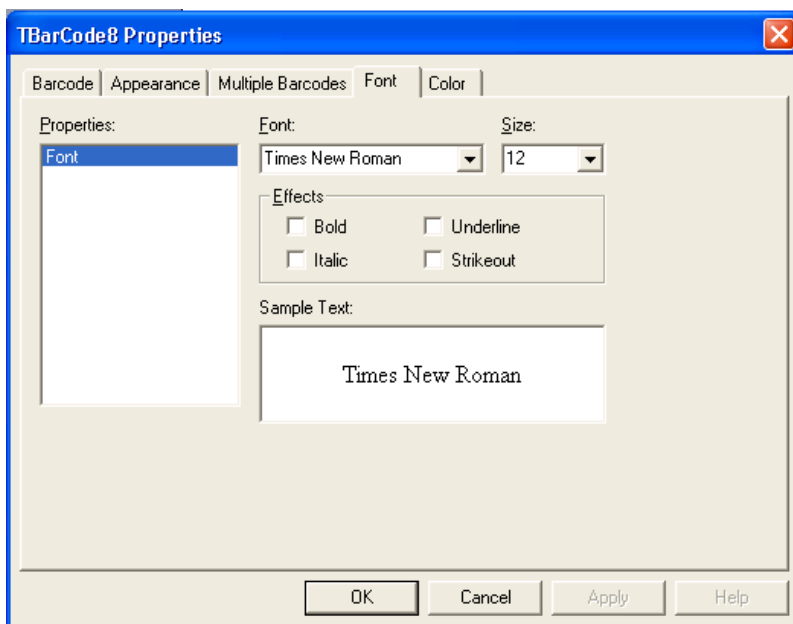 TBarCode8 Properties
Barcode Appearance Multiple Barcodes Font Color
Properties: Font: Size:
Font Times New Roman 12
Effects
Bold Underline
Italic Strikeout
Sample Text:
Times New Roman
OK Cancel Apply Help